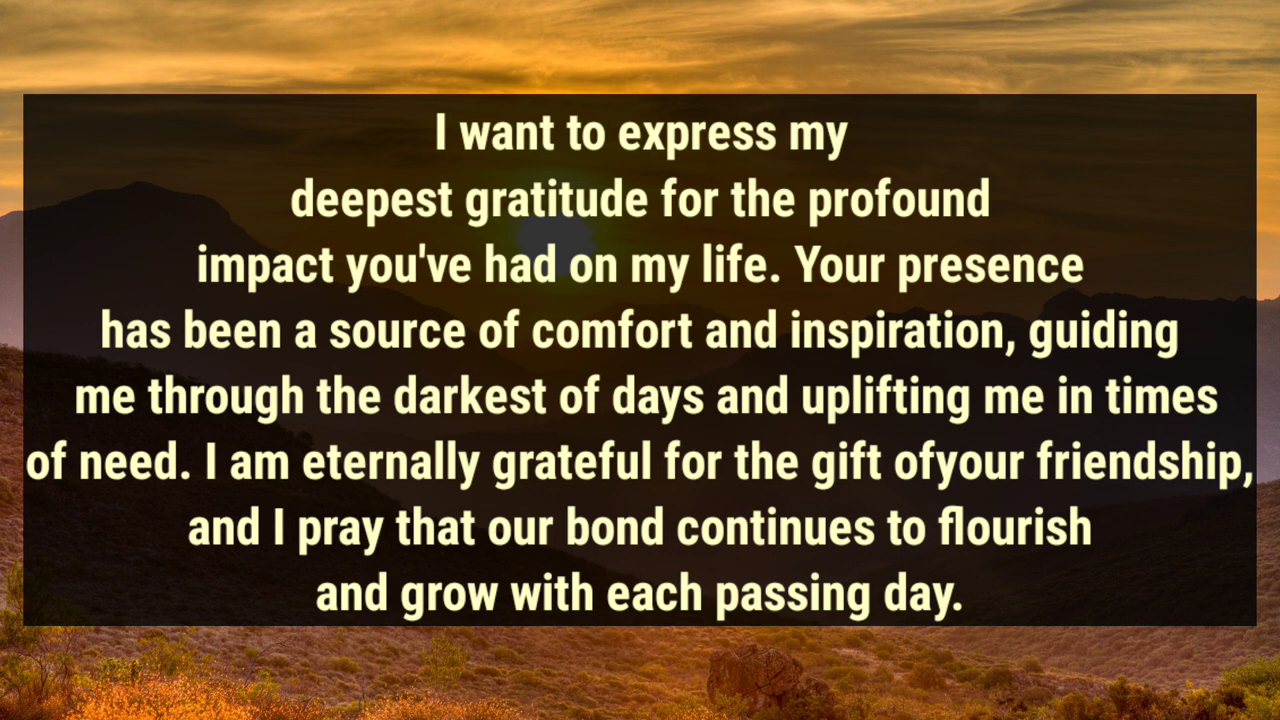 I want to express my
deepest gratitude for the profound
impact you've had on my life. Your presence
has been a source of comfort and inspiration, guiding
me through the darkest of days and uplifting me in times
of need. I am eternally grateful for the gift ofyour friendship,
and I pray that our bond continues to flourish
and grow with each passing day.